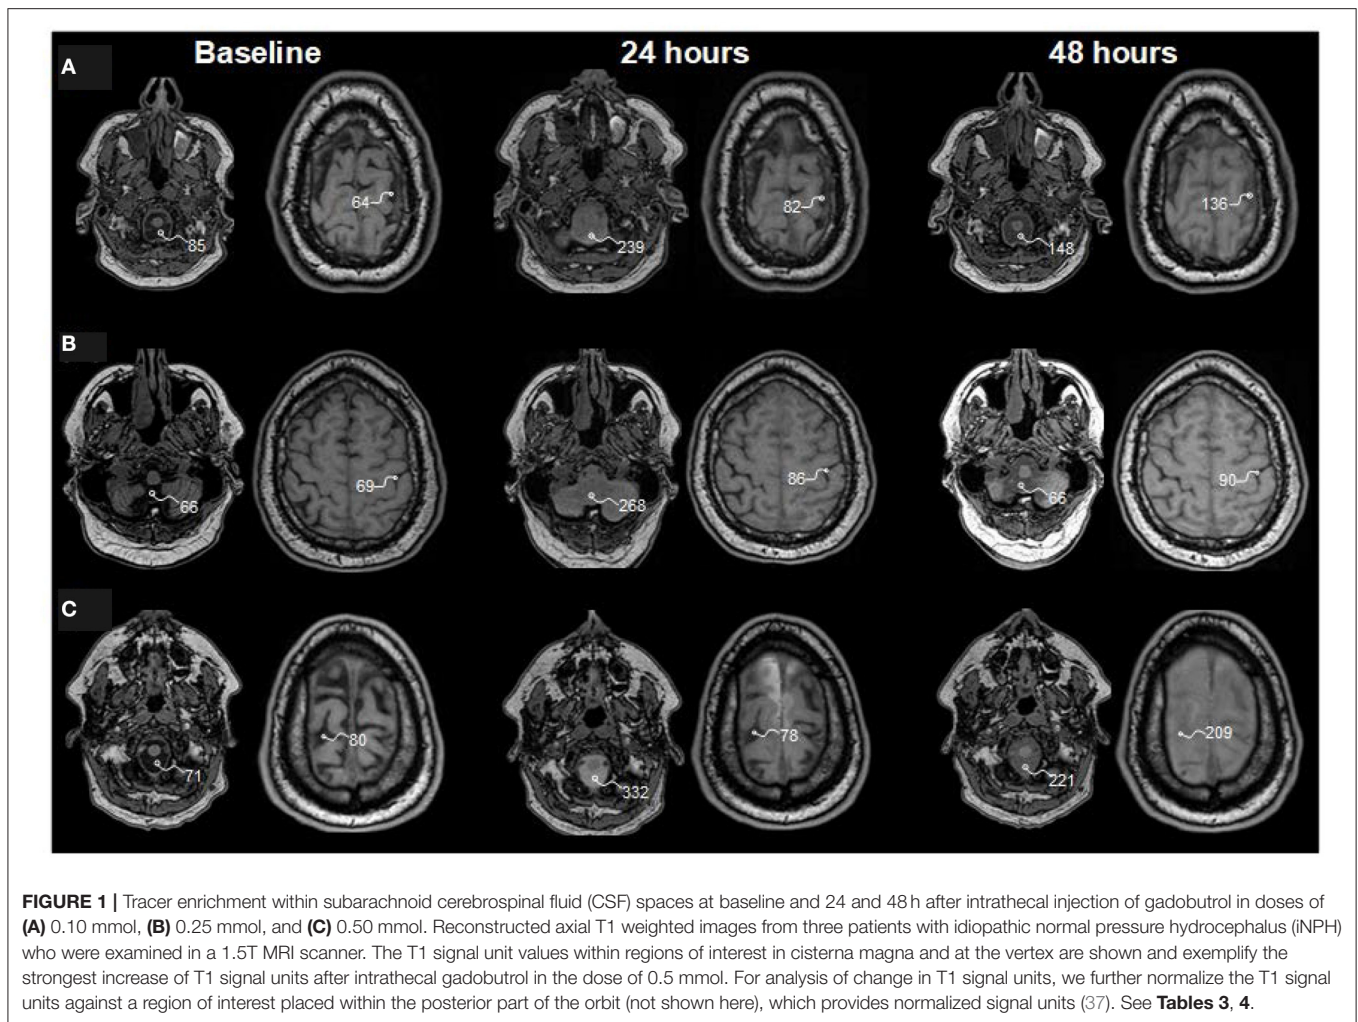 Baseline 24 hours 48 hours
A
64 85 82 239 136 148
B
69 66 86 268 90 66
C
80 71 78 332 209 221
FIGURE 1 | Tracer enrichment within subarachnoid cerebrospinal fluid (CSF) spaces at baseline and 24 and 48 h after intrathecal injection of gadobutrol in doses of
(A) 0.10 mmol, (B) 0.25 mmol, and (C) 0.50 mmol. Reconstructed axial T1 weighted images from three patients with idiopathic normal pressure hydrocephalus (iNPH)
who were examined in a 1.5T MRI scanner. The T1 signal unit values within regions of interest in cisterna magna and at the vertex are shown and exemplify the
strongest increase of T1 signal units after intrathecal gadobutrol in the dose of 0.5 mmol. For analysis of change in T1 signal units, we further normalize the T1 signal
units against a region of interest placed within the posterior part of the orbit (not shown here), which provides normalized signal units (37). See Tables 3, 4.